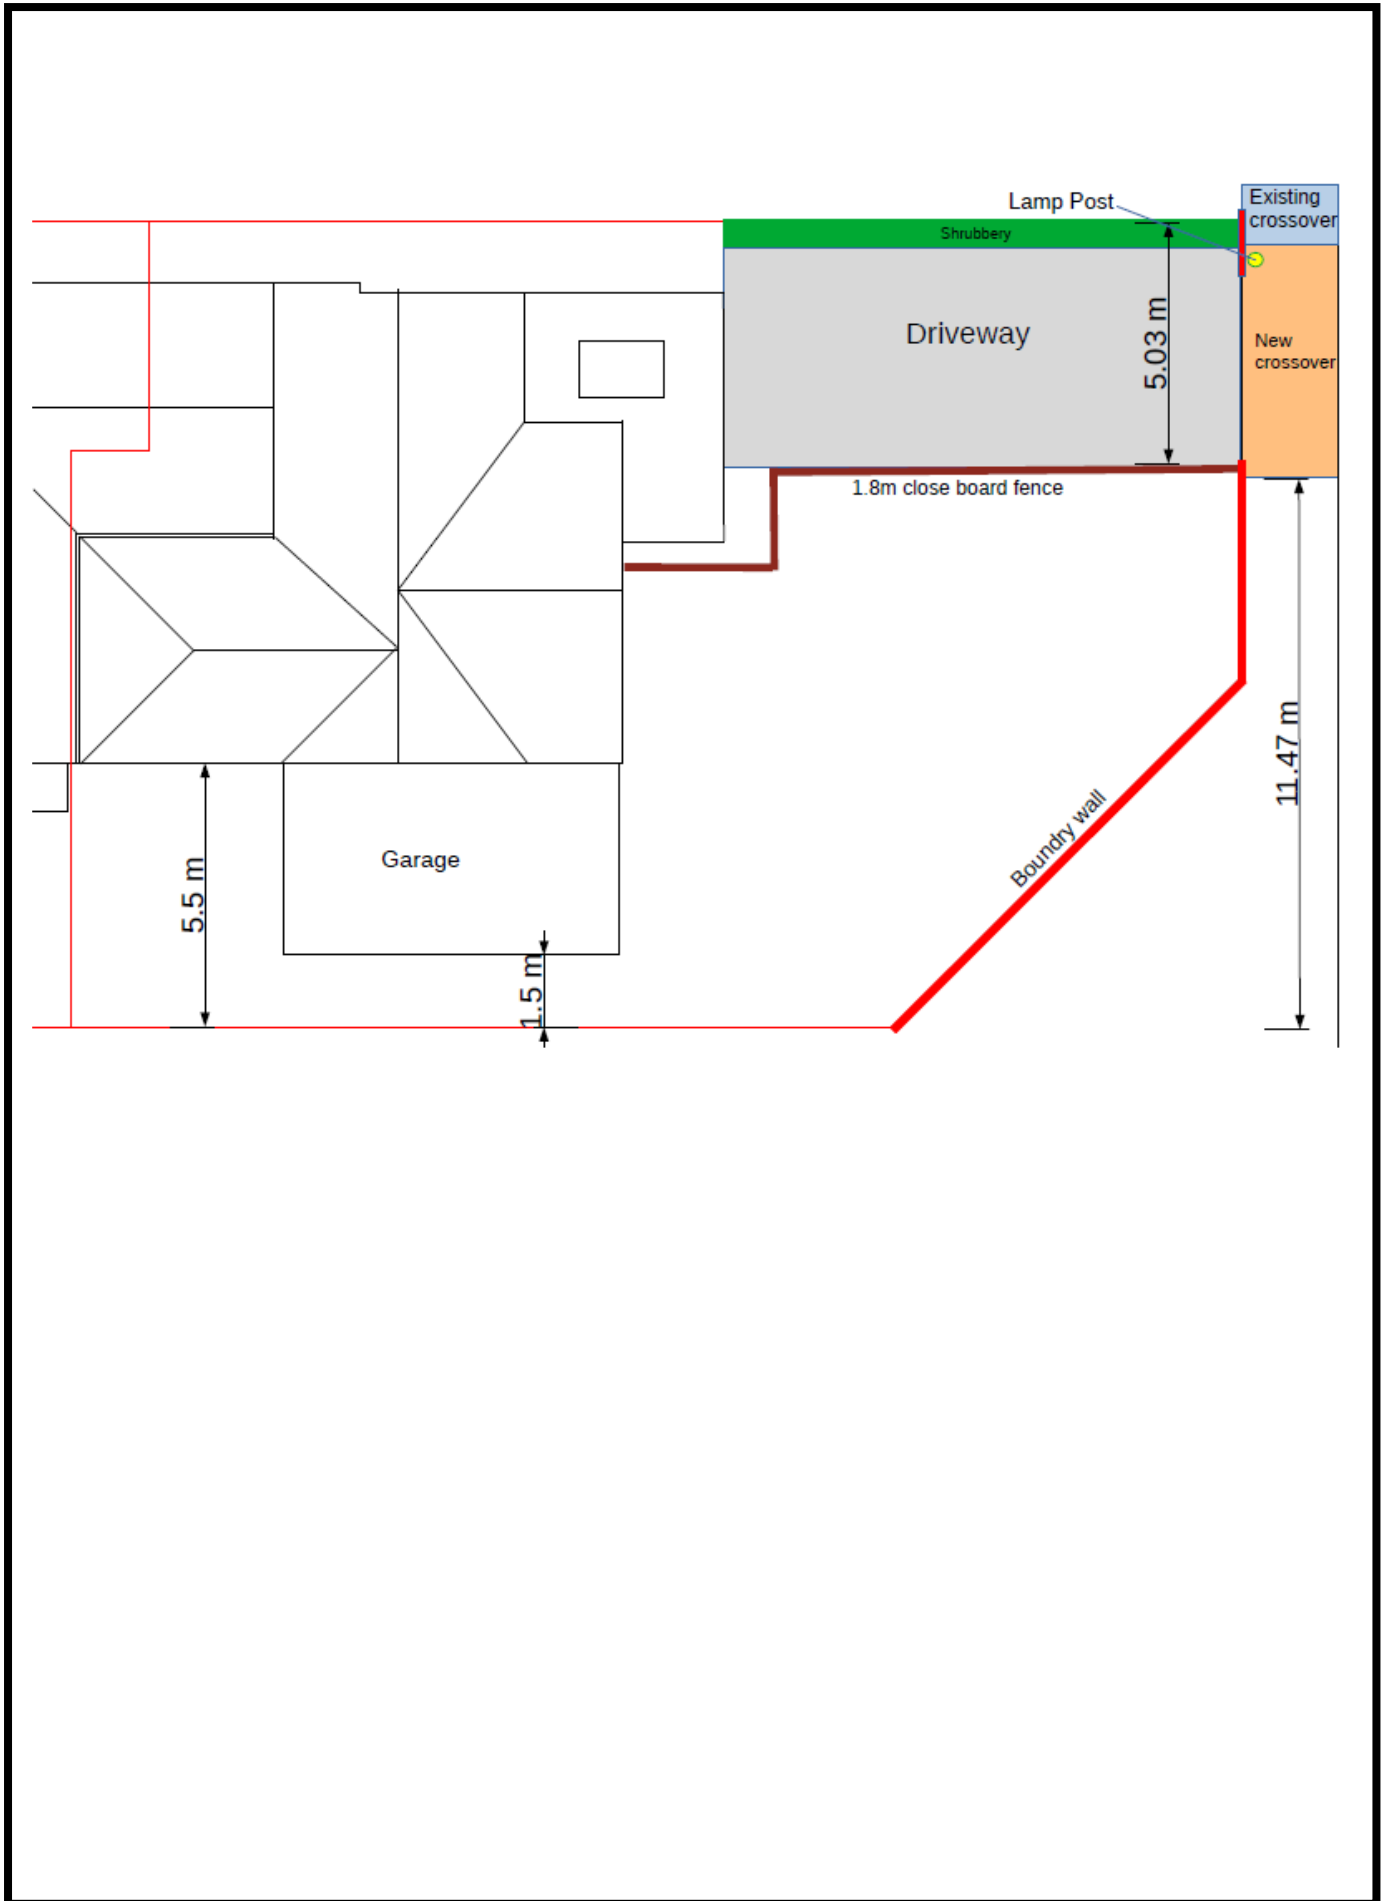 Existing
crossover
Lamp Post
Shrubbery
Driveway
5.03 m
New
crossover
1.8m close board fence
11.47 m
Boundry wall
Garage
5.5 m
1.5 m